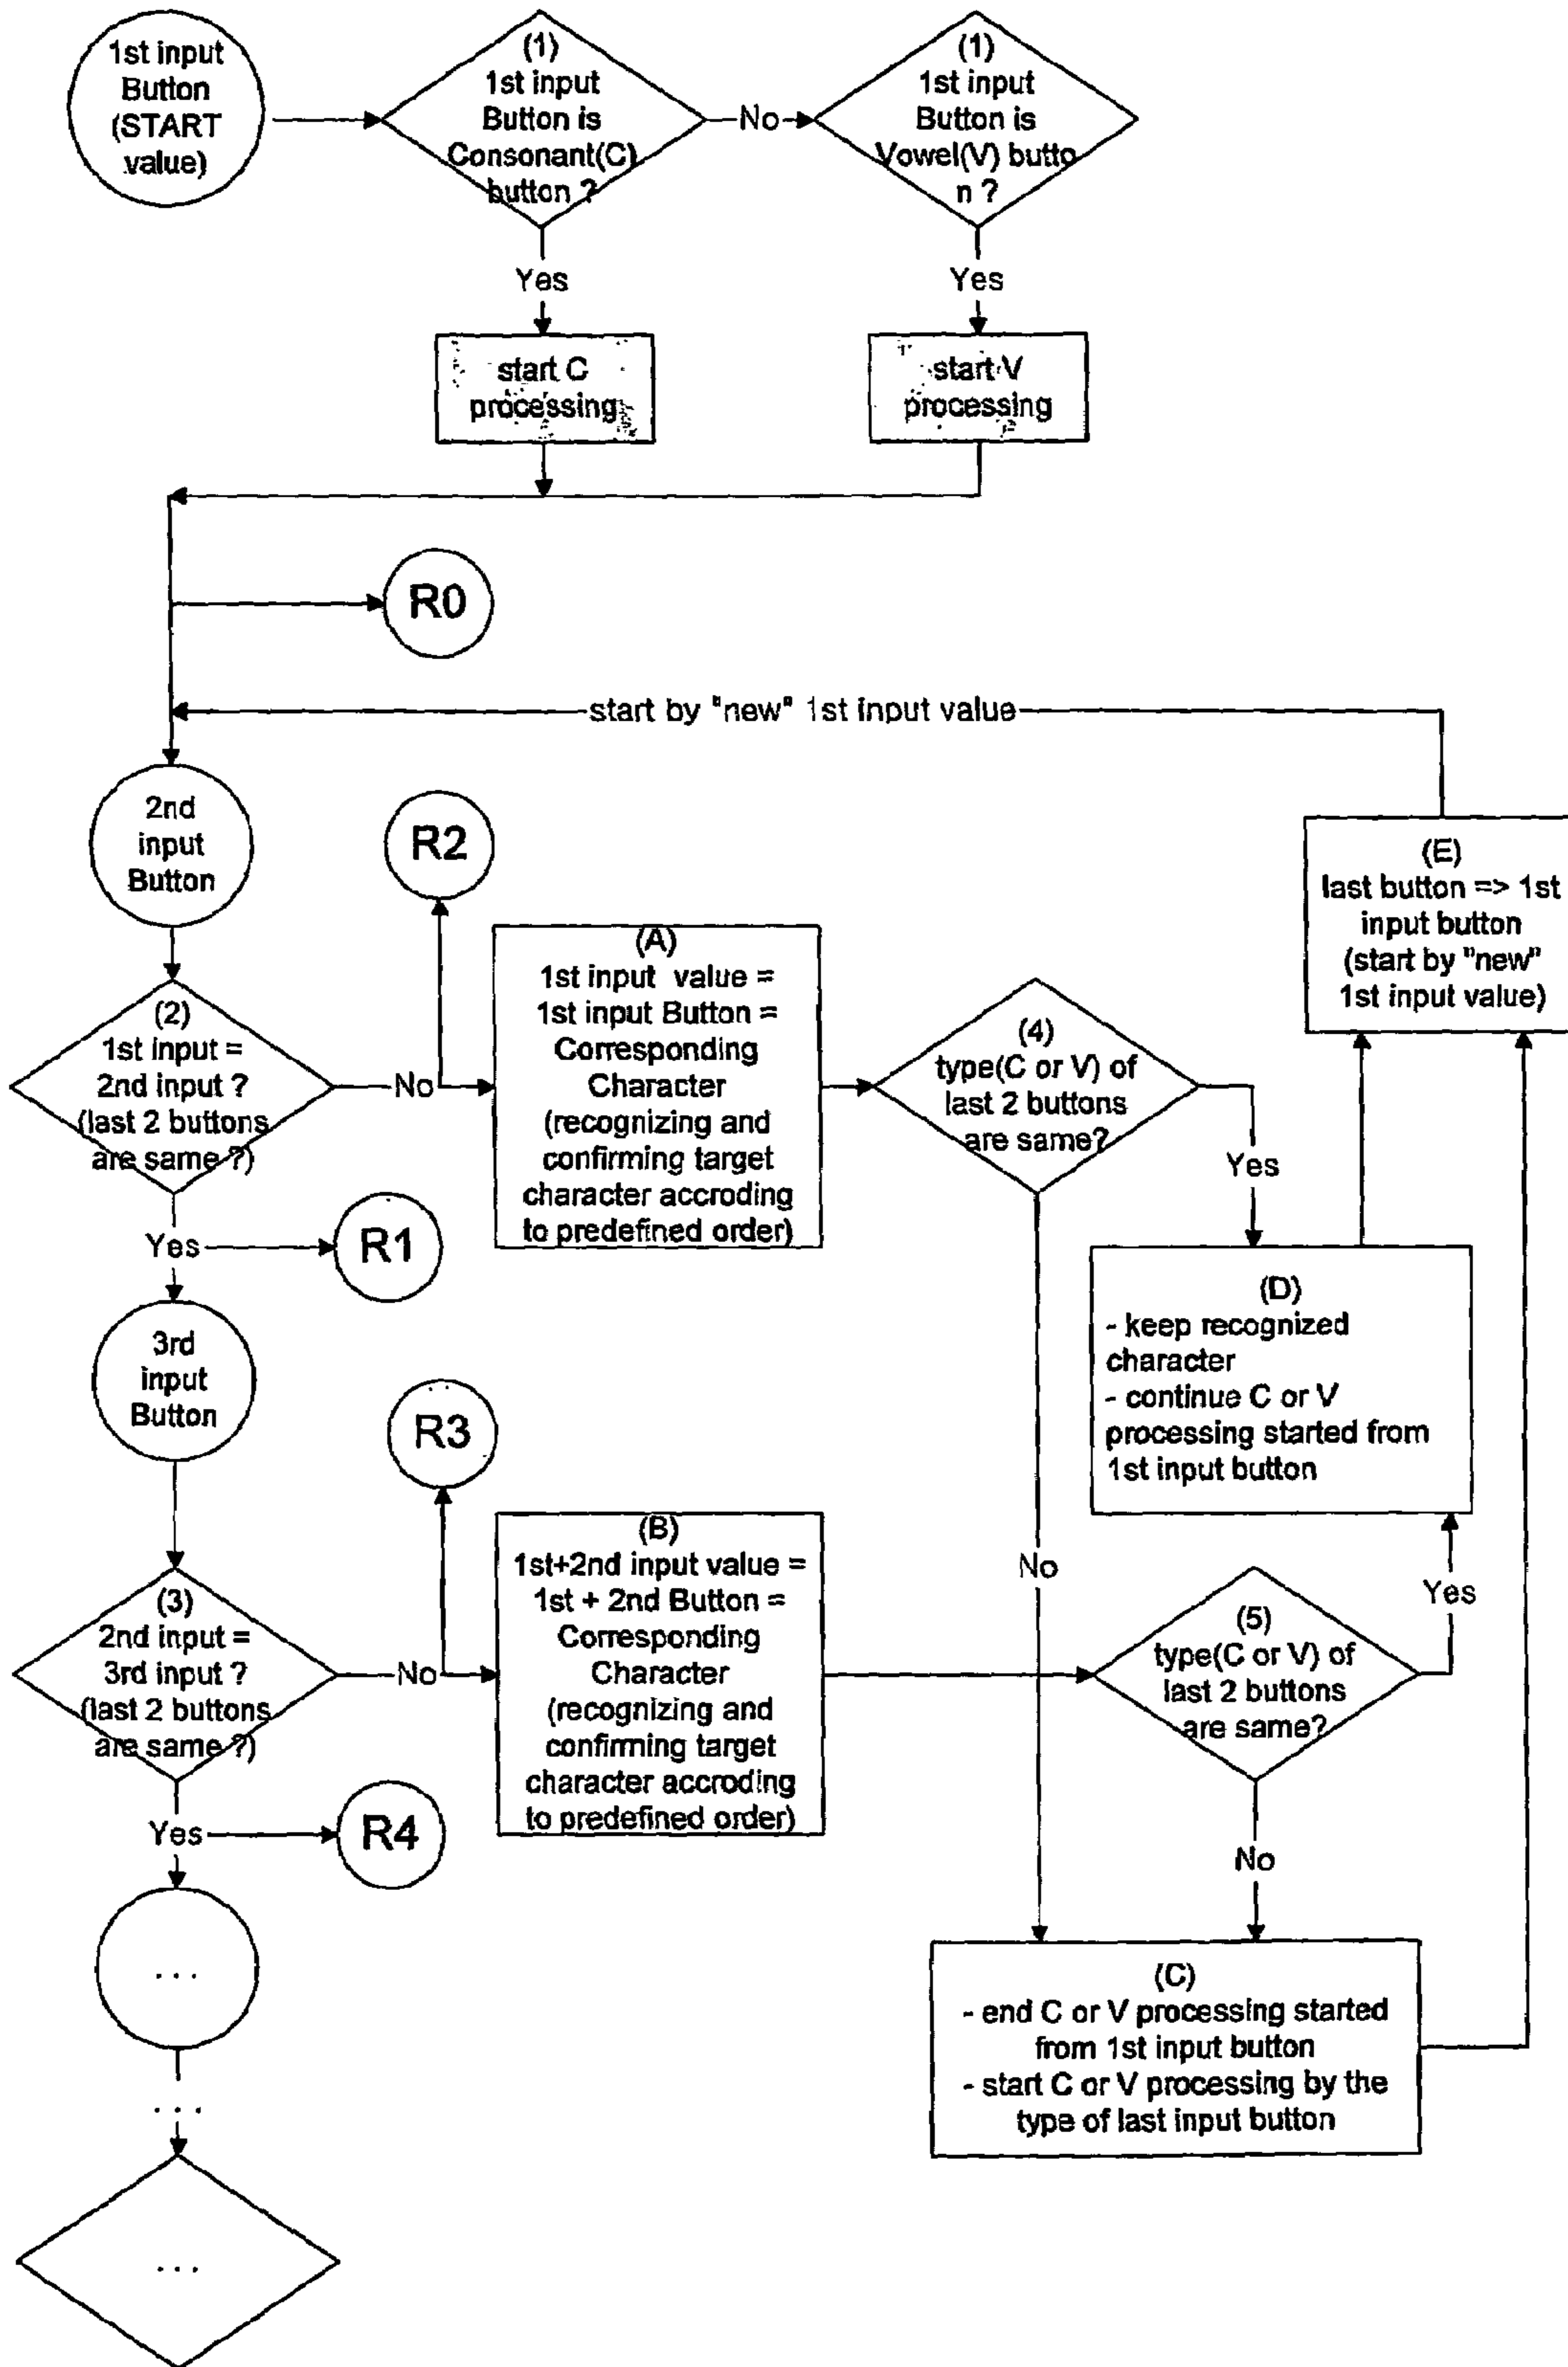 1st input
Button
(START
value)
(1)
1st input
Button is
Consonant(C)
button ?
No
(1)
1st input
Button is
Vowel(V) butto
n ?
Yes
Yes
start C
processing
start V
processing
R0
start by "new" 1st input value
2nd
input
Button
R2
(E)
last button => 1st
input button
(start by "new"
1st input value)
(2)
1st input =
2nd input ?
(last 2 buttons
are same ?)
No
(A)
1st input value =
1st input Button =
Corresponding
Character
(recognizing and
confirming target
character accroding
to predefined order)
(4)
type(C or V) of
last 2 buttons
are same?
Yes
Yes
R1
(D)
- keep recognized
character
- continue C or V
processing started from
1st input button
3rd
input
Button
R3
(3)
2nd input =
3rd input ?
(last 2 buttons
are same ?)
No
(B)
1st+2nd input value =
1st + 2nd Button =
Corresponding
Character
(recognizing and
confirming target
character accroding
to predefined order)
No
(5)
type(C or V) of
last 2 buttons
are same?
Yes
Yes
R4
No
...
(C)
- end C or V processing started
from 1st input button
- start C or V processing by the
type of last input button
...
...